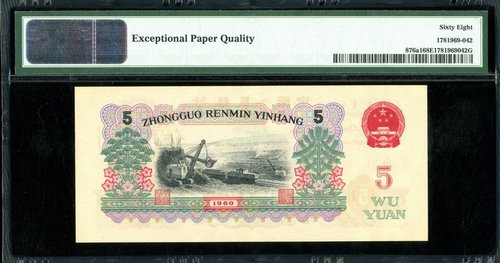 Exceptional Paper Quality
Sixty Eight
1781969-042
876a168E1781969042G
5 ZHONGGUO RENMIN YINHANG 5
1960
5
WU
YUAN